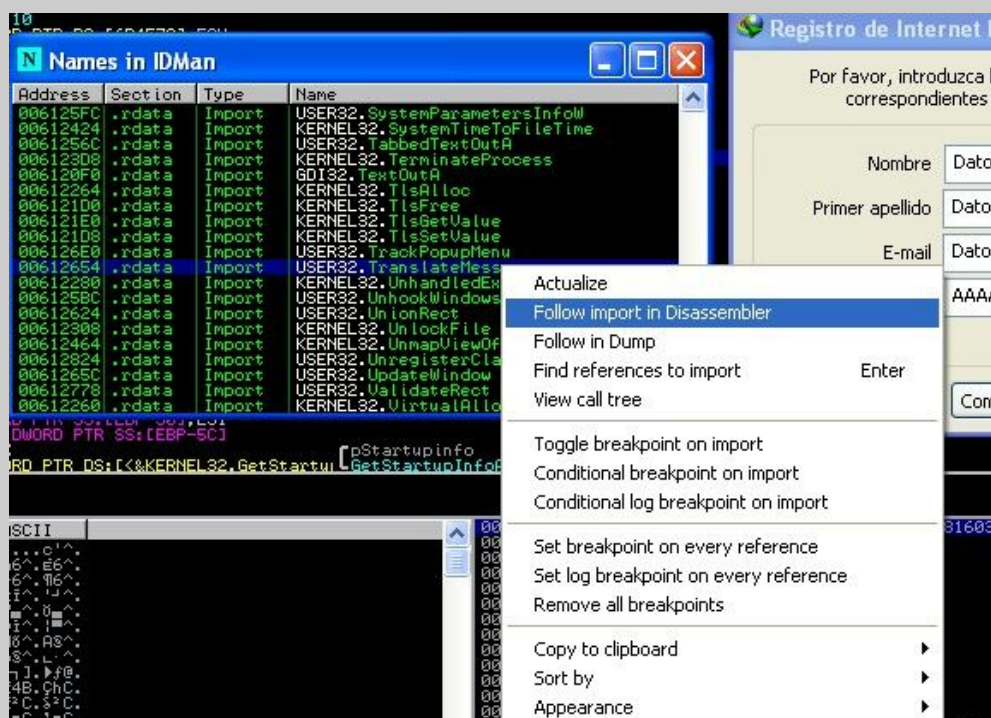 10
Names in IDMan
Address Section Type Name
006125FC .rdata Import USER32.SystemParametersInfoW
00612424 .rdata Import KERNEL32.SystemTimeToFileTime
0061256C .rdata Import USER32.TabbedTextOutA
006123D8 .rdata Import KERNEL32.TerminateProcess
006120F0 .rdata Import GDI32.TextOutA
00612264 .rdata Import KERNEL32.TlsAlloc
006121D0 .rdata Import KERNEL32.TlsFree
006121E0 .rdata Import KERNEL32.TlsGetValue
006121D8 .rdata Import KERNEL32.TlsSetValue
006126E0 .rdata Import USER32.TrackPopupMenu
00612654 .rdata Import USER32.TranslateMess
00612280 .rdata Import KERNEL32.UnhandledEx
006125BC .rdata Import USER32.UnhookWindows
00612624 .rdata Import USER32.UnionRect
00612308 .rdata Import KERNEL32.UnlockFile
00612464 .rdata Import KERNEL32.UnmapViewOf
00612824 .rdata Import USER32.UnregisterCla
0061265C .rdata Import USER32.UpdateWindow
00612778 .rdata Import USER32.ValidateRect
00612260 .rdata Import KERNEL32.VirtualAllo
DWORD PTR SS:[EBP-5C]
pStartupinfo
RD PTR DS:[<&KERNEL32.GetStartu GetStartupInfoA
SCII
Registro de Internet
Por favor, introduzca
correspondientes
Nombre Dato
Primer apellido Dato
E-mail Dato
AAA
Con
Actualize
Follow import in Disassembler
Follow in Dump
Find references to import Enter
View call tree
Toggle breakpoint on import
Conditional breakpoint on import
Conditional log breakpoint on import
Set breakpoint on every reference
Set log breakpoint on every reference
Remove all breakpoints
Copy to clipboard
Sort by
Appearance